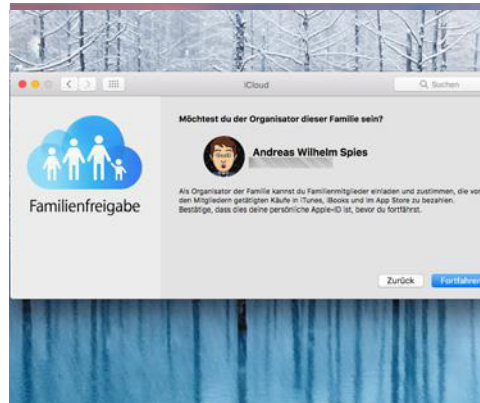 iCloud
Suchen
Möchtest du der Organisator dieser Familie sein?
Andreas Wilhelm Spies
Familienfreigabe
Als Organisator der Familie kannst du Familienmitglieder einladen und zustimmen, die von
den Mitgliedern getätigten Käufe in iTunes, iBooks und im App Store zu bezahlen.
Bestätige, dass dies deine persönliche Apple-ID ist, bevor du fortfährst.
Zurück
Fortfahren